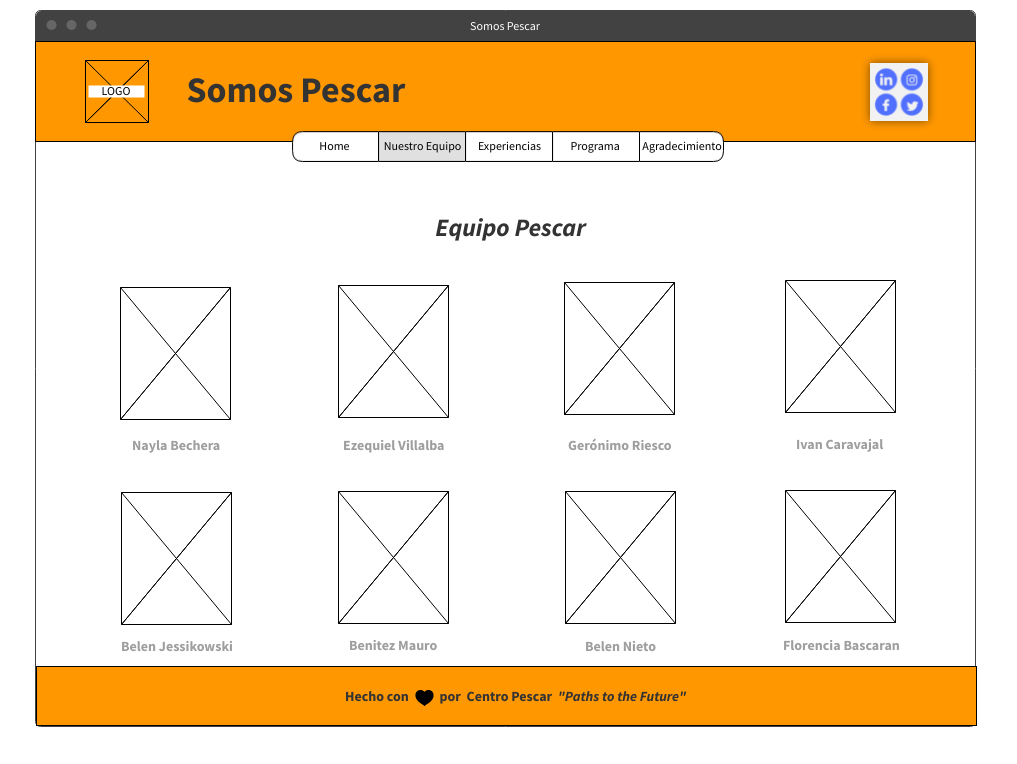 Somos Pescar
LOGO
Somos Pescar
in
f
Home
Nuestro Equipo
Experiencias
Programa
Agradecimiento
Equipo Pescar
Nayla Bechera
Ezequiel Villalba
Gerónimo Riesco
Ivan Caravajal
Belen Jessikowski
Benitez Mauro
Belen Nieto
Florencia Bascaran
Hecho con por Centro Pescar "Paths to the Future"